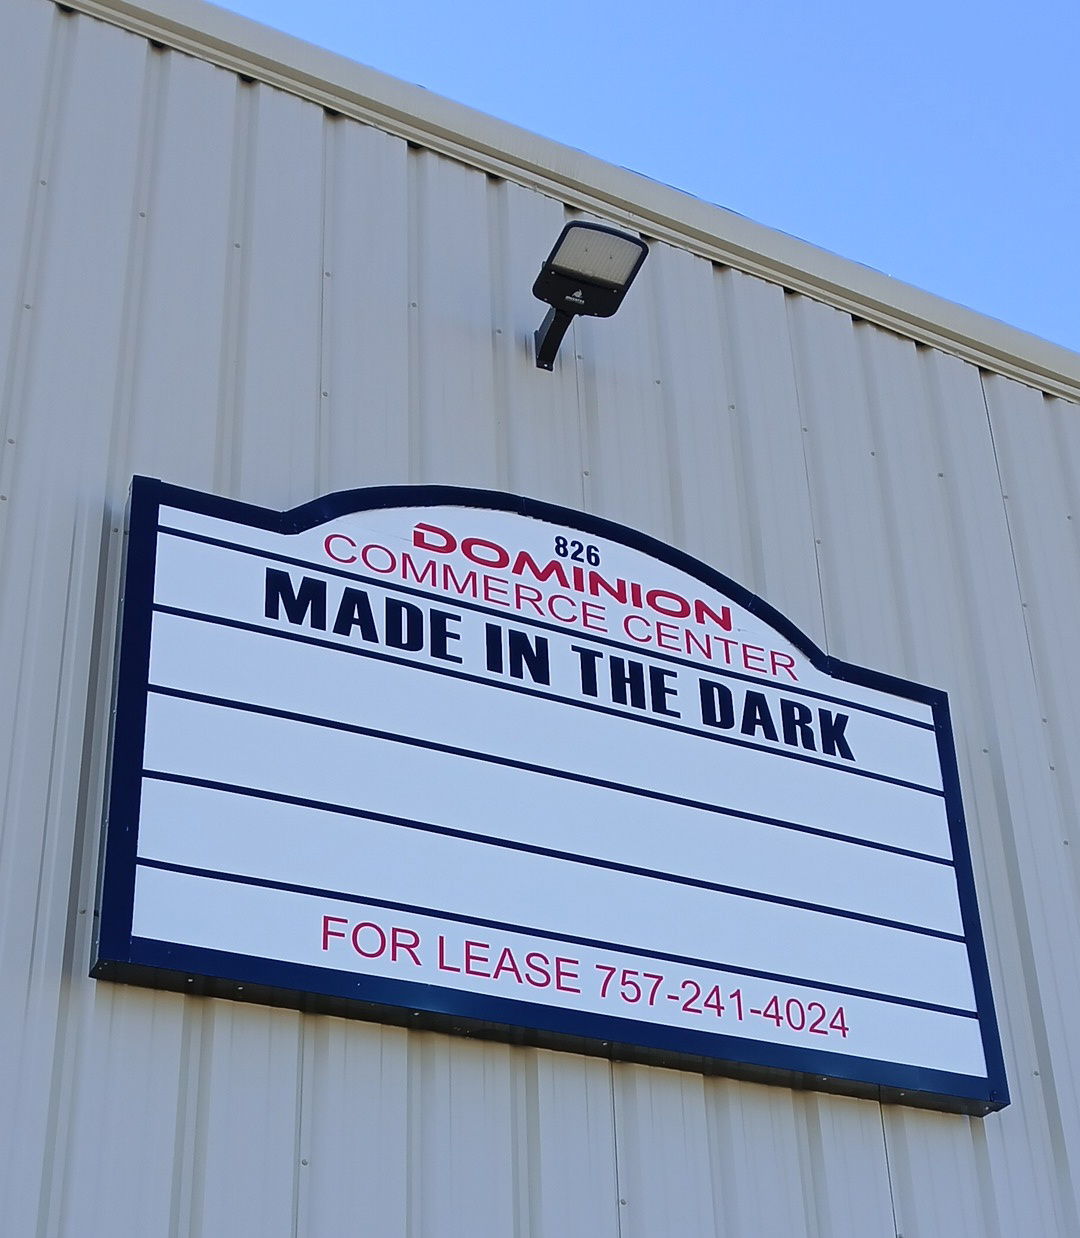 826
DOMINION
COMMERCE CENTER
MADE IN THE DARK
FOR LEASE 757-241-4024